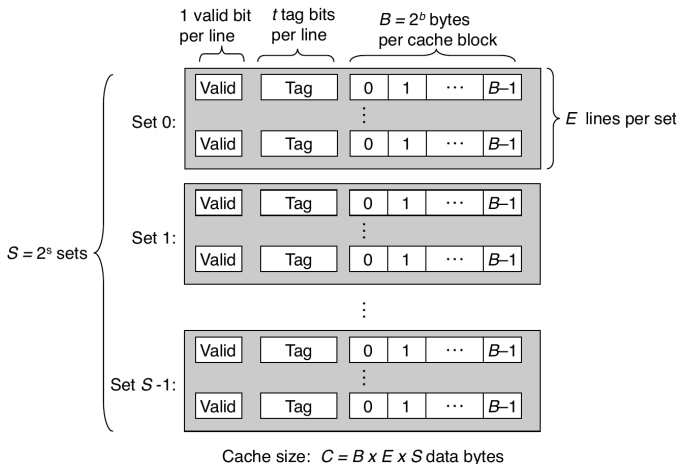 1 valid bit per line
t tag bits per line
B = 2ᵇ bytes per cache block
Valid Tag 0 1 ··· B–1
Set 0:
⋮
E lines per set
Valid Tag 0 1 ··· B–1
Valid Tag 0 1 ··· B–1
Set 1:
⋮
S = 2ˢ sets
Valid Tag 0 1 ··· B–1
⋮
Valid Tag 0 1 ··· B–1
Set S -1:
⋮
Valid Tag 0 1 ··· B–1
Cache size: C = B x E x S data bytes